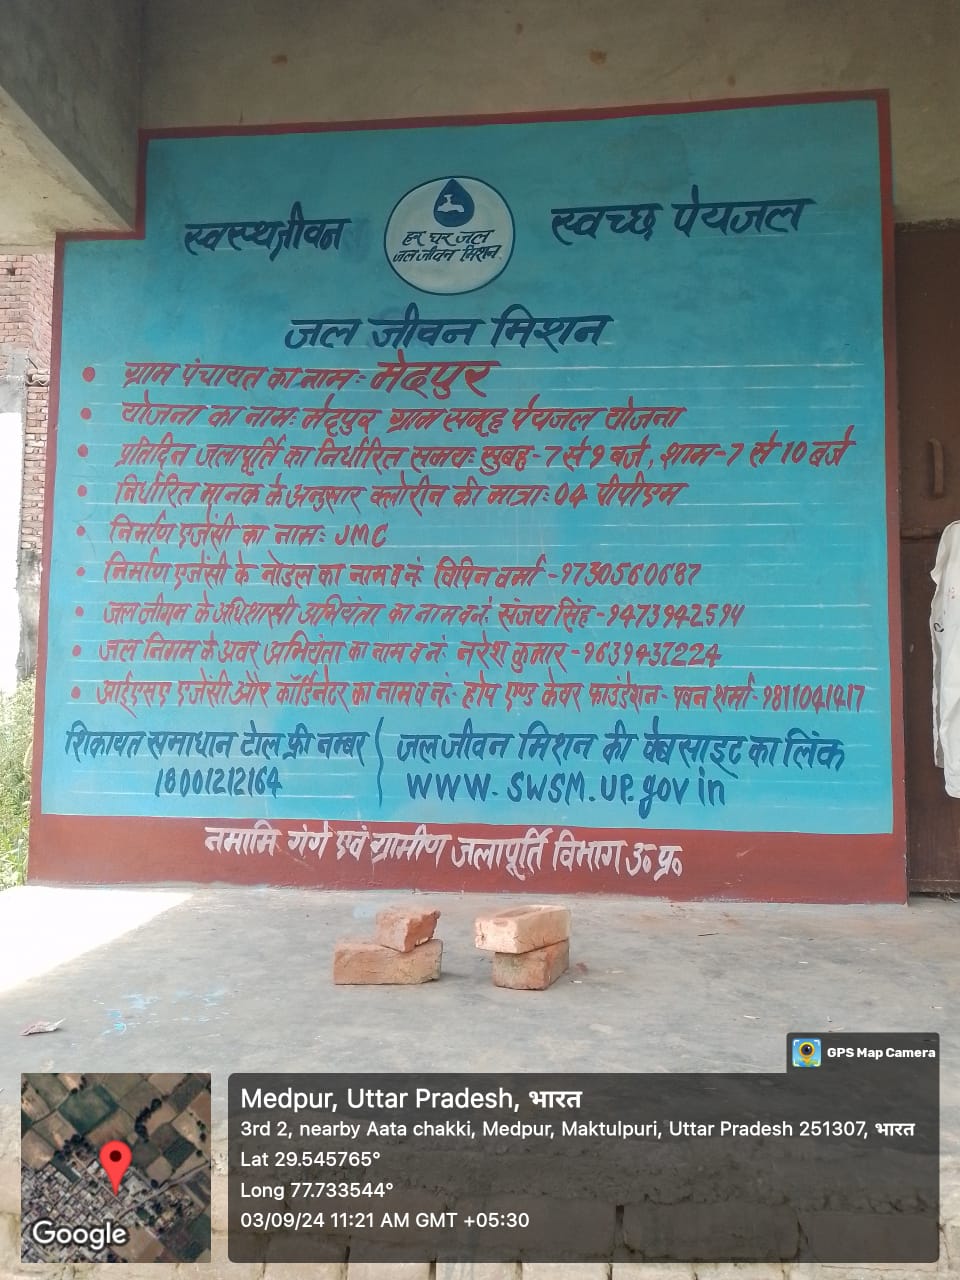 स्वस्थ जीवन
हर घर जल
जल जीवन मिशन
स्वच्छ पेयजल
जल जीवन मिशन
• ग्राम पंचायत का नामः मेदपुर
• योजना का नामः मेदपुर ग्राम समूह पेयजल योजना
• प्रतिदिन जलापूर्ति का निर्धारित समयः सुबह-7 से 9 बजे, शाम-7 से 10 बजे
• निर्धारित मानक के अनुसार क्लोरीन की मात्राः 04 पीपीएम
• निर्माण एजेंसी का नामः JMC
• निर्माण एजेंसी के नोडल का नाम व नंः विपिन वर्मा -9730560687
• जल नीगम के अधिशासी अभियंता का नाम व नं. संजय सिंह -9473942514
• जल निगम के अवर अभियंता का नाम व नंः नरेश कुमार -9639437224
• आईएसए एजेंसी और कॉर्डिनेटर का नाम व नंः- होप एण्ड केयर फाउंडेशन- पवन शर्मा-9811041417
शिकायत समाधान टोल फ्री नम्बर
18001212164
जल जीवन मिशन की वेबसाइट का लिंक
www.swsm.up.gov in
नमामि गंगे एवं ग्रामीण जलापूर्ति विभाग उ० प्र०
GPS Map Camera
Medpur, Uttar Pradesh, भारत
3rd 2, nearby Aata chakki, Medpur, Maktulpuri, Uttar Pradesh 251307, भारत
Lat 29.545765°
Long 77.733544°
03/09/24 11:21 AM GMT +05:30
Google